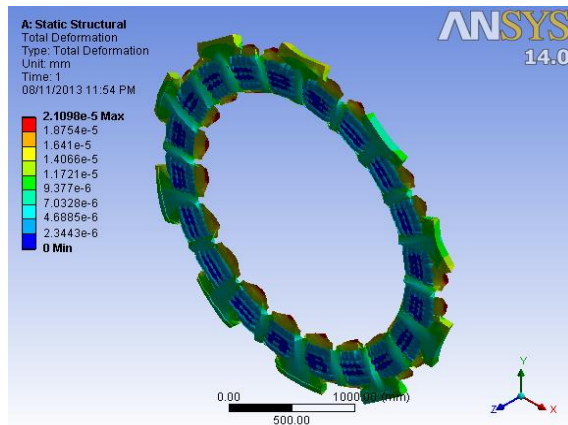 A: Static Structural
Total Deformation
Type: Total Deformation
Unit: mm
Time: 1
08/11/2013 11:54 PM
2.1098e-5 Max
1.8754e-5
1.641e-5
1.4066e-5
1.1721e-5
9.377e-6
7.0328e-6
4.6885e-6
2.3443e-6
0 Min
ANSYS
14.0
0.00
1000.00 (mm)
500.00
Y
Z
X